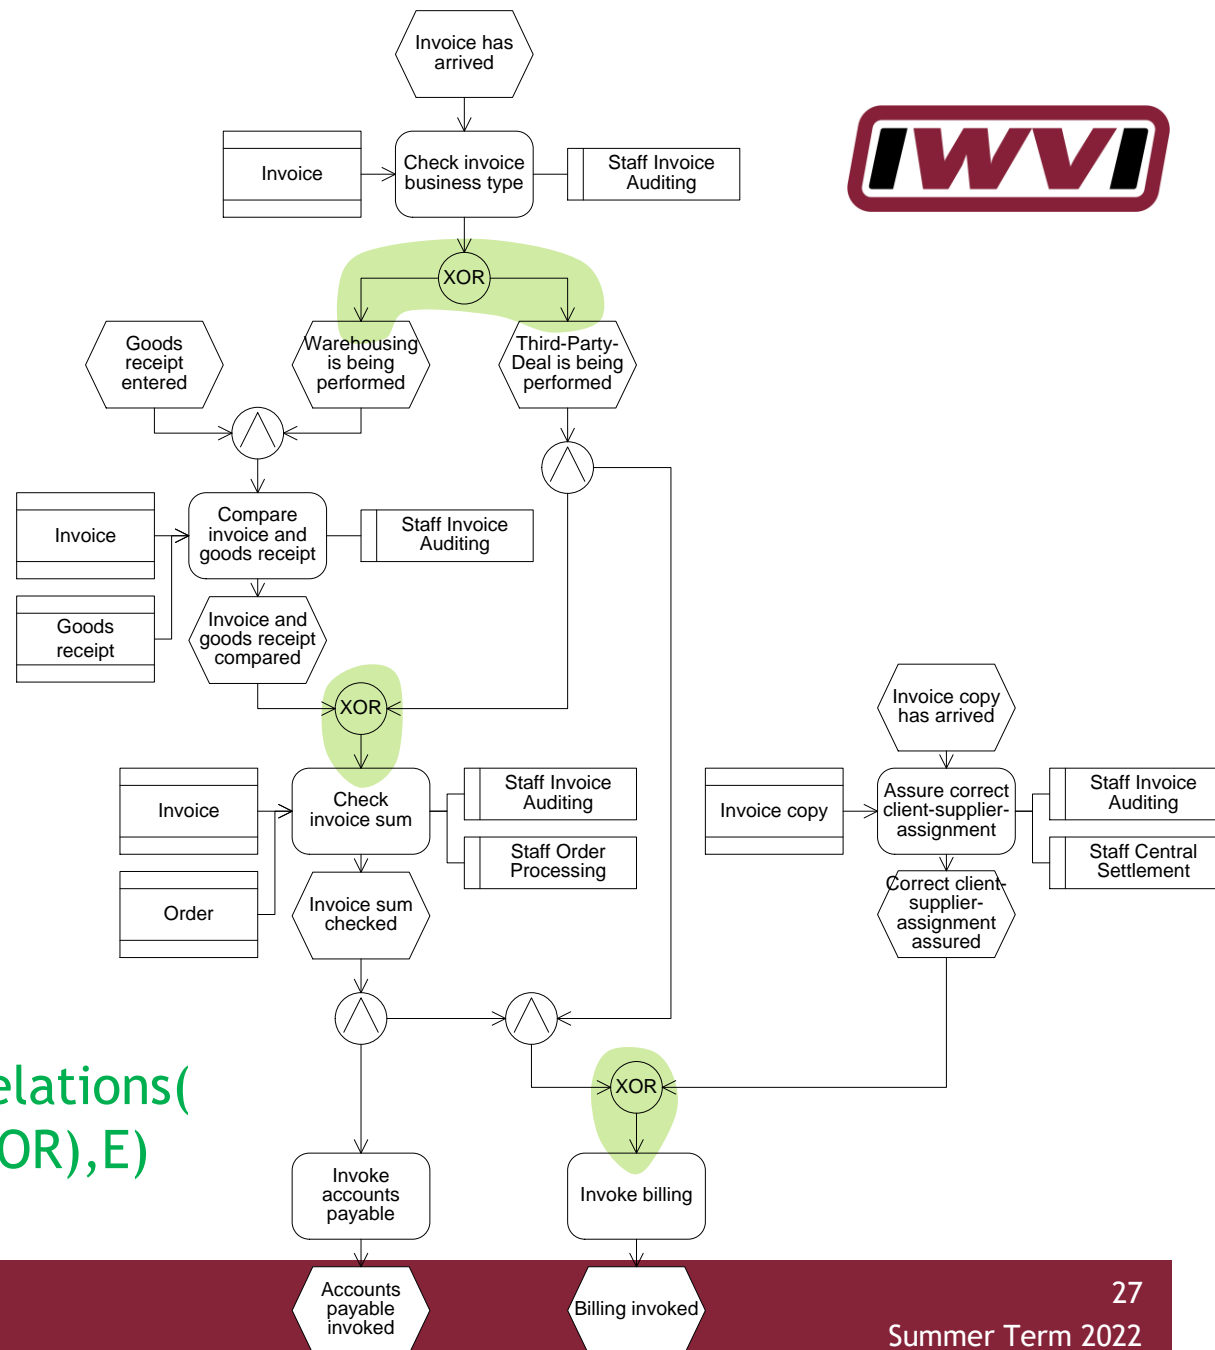 Invoice has
arrived
IWVI
Invoice
Check invoice
business type
Staff Invoice
Auditing
XOR
Goods
receipt
entered
Warehousing
is being
performed
Third-Party-
Deal is being
performed
Invoice
Compare
invoice and
goods receipt
Staff Invoice
Auditing
Goods
receipt
Invoice and
goods receipt
compared
XOR
Invoice copy
has arrived
Invoice
Check
invoice sum
Staff Invoice
Auditing
Staff Order
Processing
Invoice copy
Assure correct
client-supplier-
assignment
Staff Invoice
Auditing
Staff Central
Settlement
Order
Invoice sum
checked
Correct client-
supplier-
assignment
assured
elations(
OR),E)
XOR
Invoke
accounts
payable
Invoke billing
Accounts
payable
invoked
Billing invoked
27
Summer Term 2022